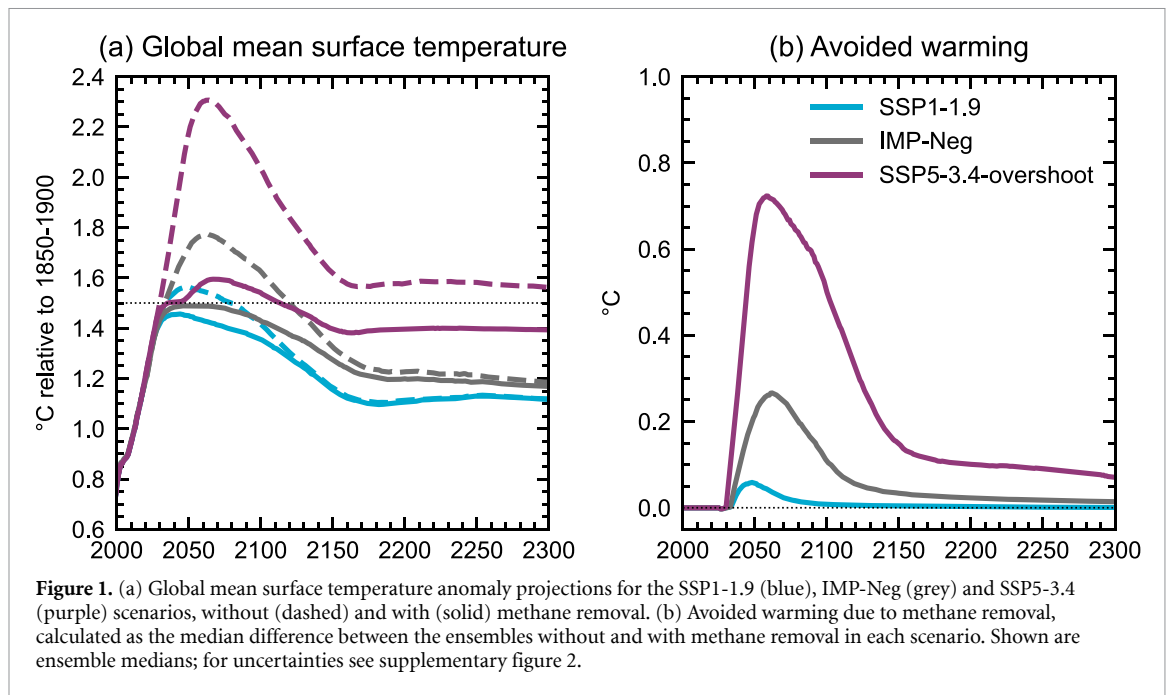 (a) Global mean surface temperature
(b) Avoided warming
°C relative to 1850-1900
2.4
2.2
2.0
1.8
1.6
1.4
1.2
1.0
0.8
0.6
2000 2050 2100 2150 2200 2250 2300
°C
1.0
0.8
0.6
0.4
0.2
0.0
2000 2050 2100 2150 2200 2250 2300
SSP1-1.9
IMP-Neg
SSP5-3.4-overshoot
Figure 1. (a) Global mean surface temperature anomaly projections for the SSP1-1.9 (blue), IMP-Neg (grey) and SSP5-3.4
(purple) scenarios, without (dashed) and with (solid) methane removal. (b) Avoided warming due to methane removal,
calculated as the median difference between the ensembles without and with methane removal in each scenario. Shown are
ensemble medians; for uncertainties see supplementary figure 2.